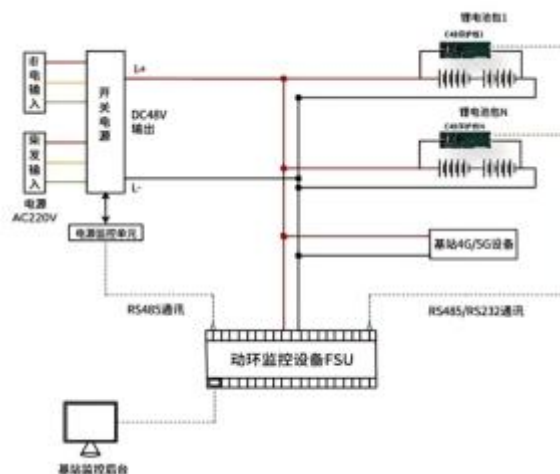 锂电池包1
市电输入
开关电源
L+
DC48V
输出
锂电池包N
柴发输入
电源
AC220V
L-
电源监控单元
基站4G/5G设备
RS485通讯
RS485/RS232通讯
动环监控设备FSU
基站监控后台